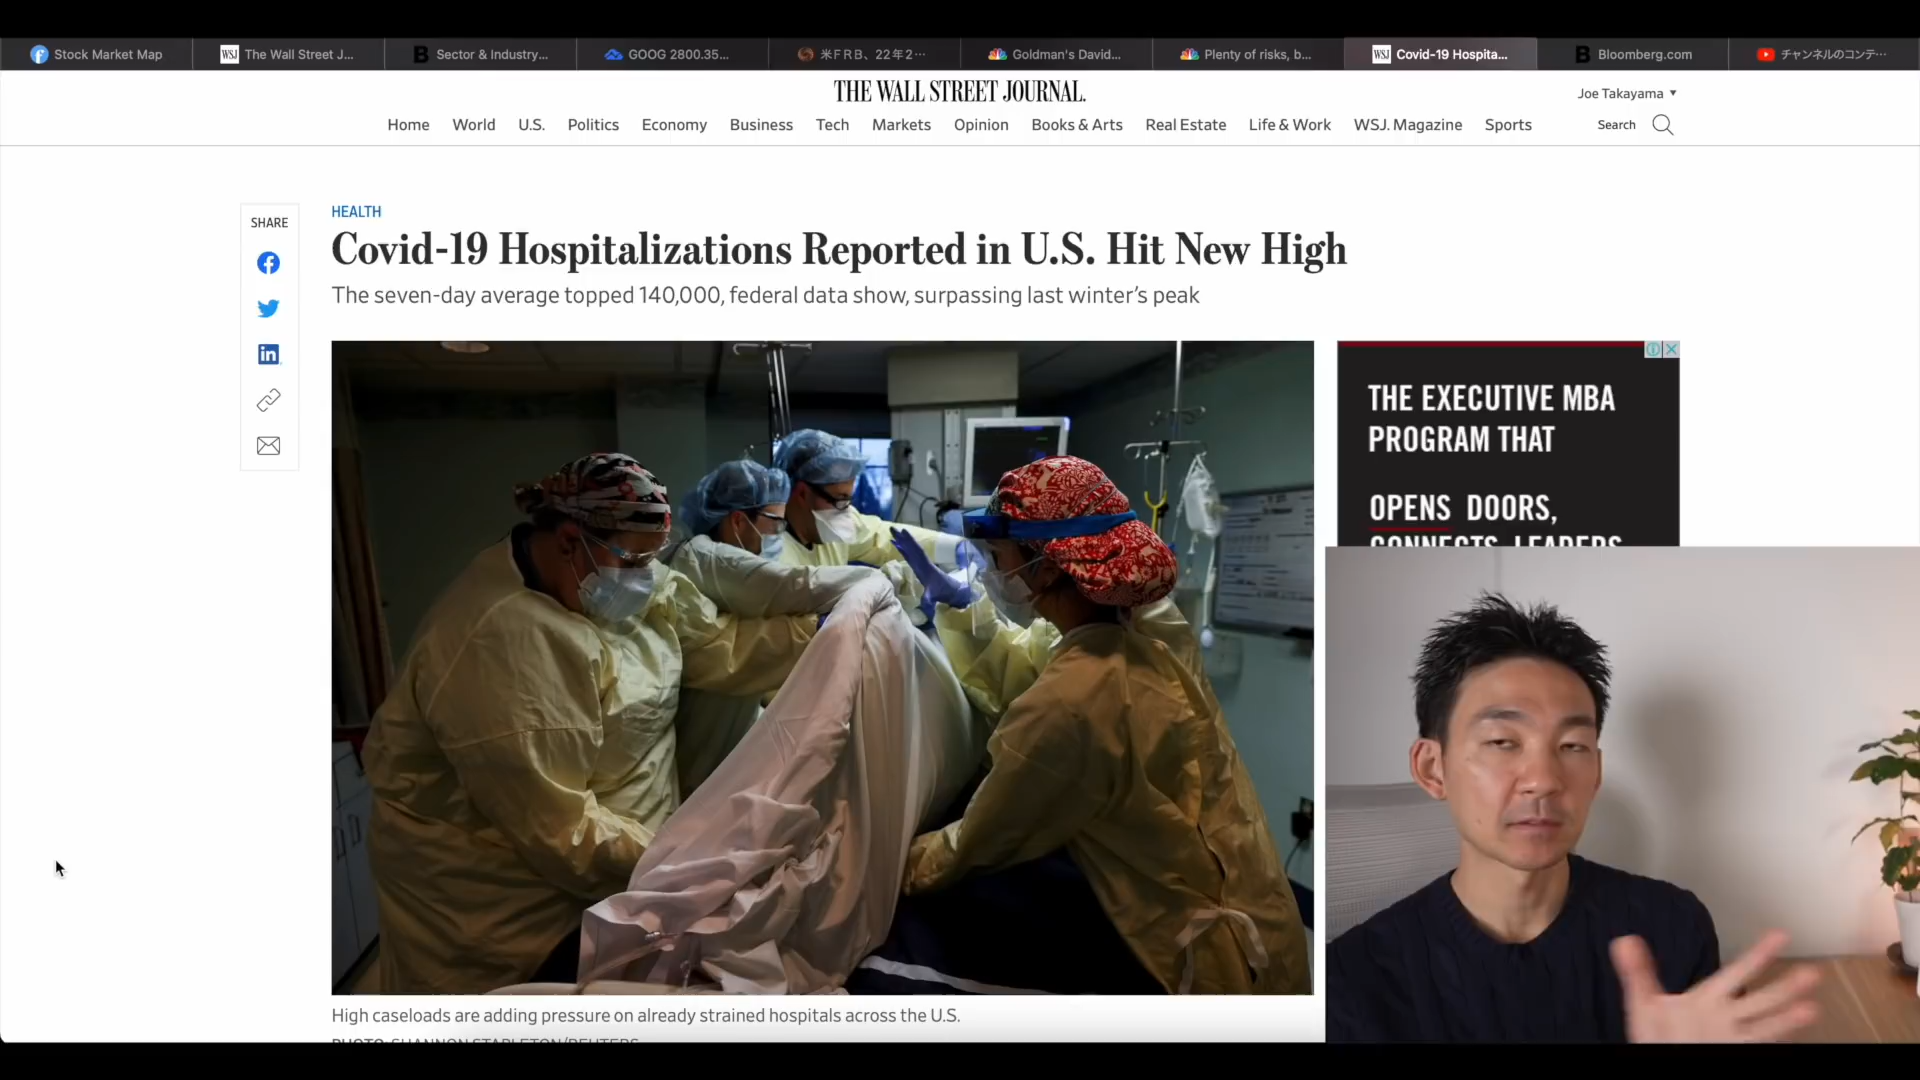 Stock Market Map
WSJ The Wall Street J...
B Sector & Industry...
GOOG 2800.35...
米ＦＲＢ、22年2…
Goldman's David...
Plenty of risks, b...
WSJ Covid-19 Hospita...
B Bloomberg.com
チャンネルのコンテ…
THE WALL STREET JOURNAL.
Joe Takayama
Home World U.S. Politics Economy Business Tech Markets Opinion Books & Arts Real Estate Life & Work WSJ. Magazine Sports
Search
SHARE
HEALTH
Covid-19 Hospitalizations Reported in U.S. Hit New High
The seven-day average topped 140,000, federal data show, surpassing last winter’s peak
THE EXECUTIVE MBA
PROGRAM THAT
OPENS DOORS,
CONNECTS LEADERS
High caseloads are adding pressure on already strained hospitals across the U.S.
PHOTO: SHANNON STAPLETON/REUTERS